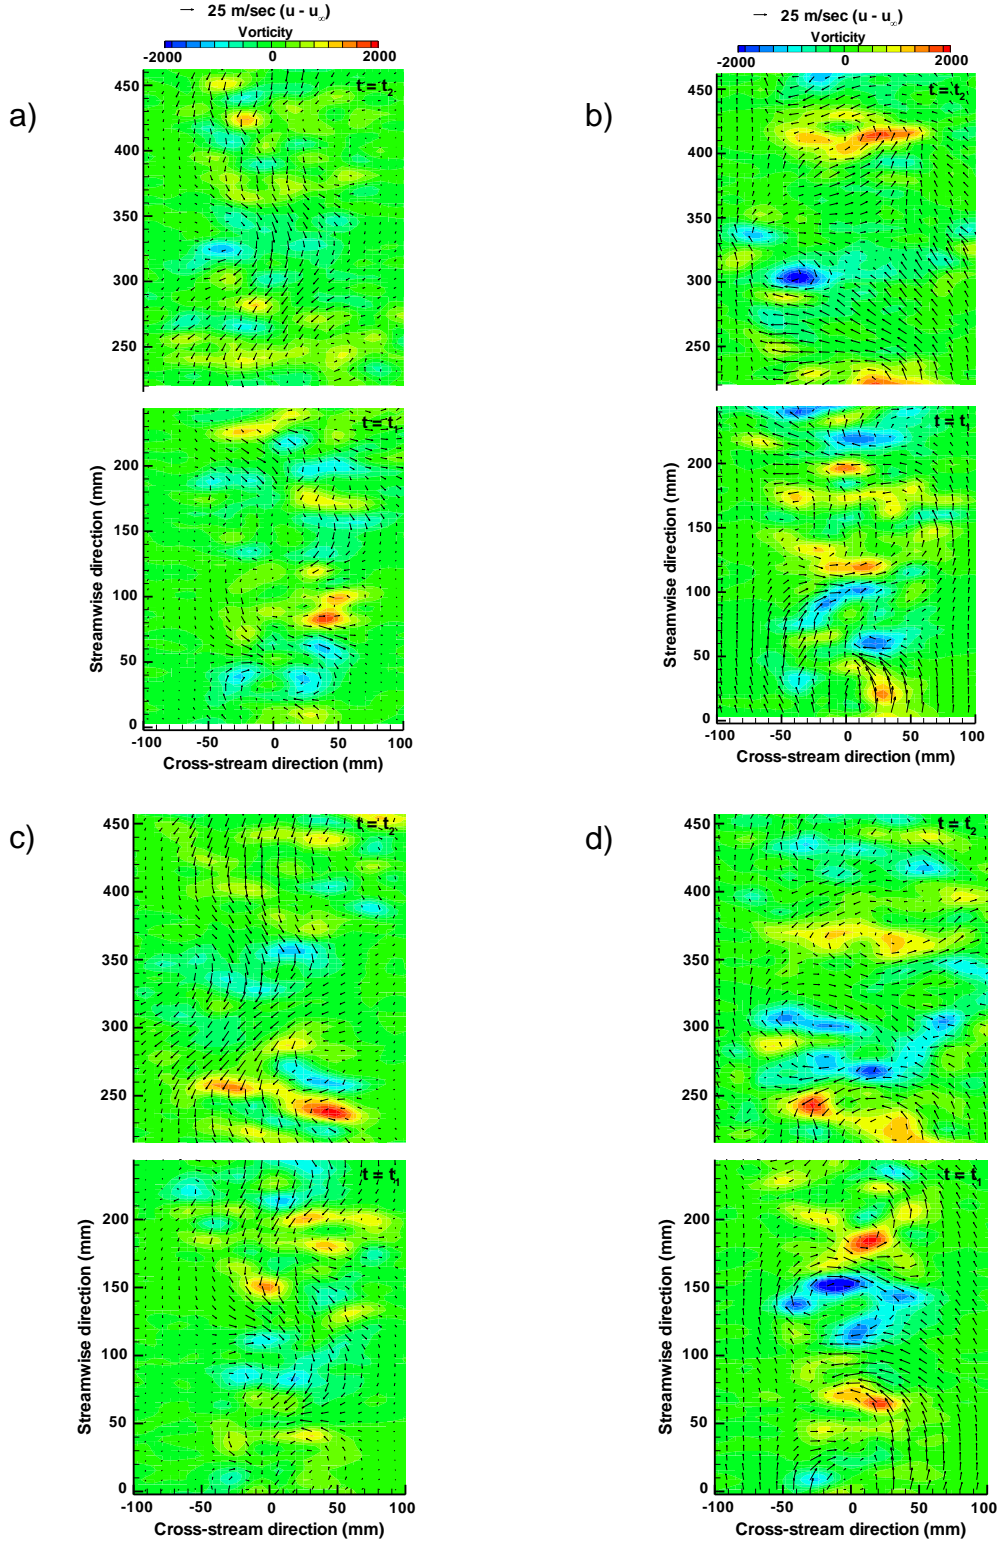 a)
→ 25 m/sec (u - u∞)
Vorticity
-2000 0 2000
t = t2
450
400
350
300
250
t = t1
200
150
100
50
0
Streamwise direction (mm)
-100 -50 0 50 100
Cross-stream direction (mm)
b)
→ 25 m/sec (u - u∞)
Vorticity
-2000 0 2000
t = t2
450
400
350
300
250
t = t1
200
150
100
50
0
Streamwise direction (mm)
-100 -50 0 50 100
Cross-stream direction (mm)
c)
t = t2
450
400
350
300
250
t = t1
200
150
100
50
0
Streamwise direction (mm)
-100 -50 0 50 100
Cross-stream direction (mm)
d)
t = t2
450
400
350
300
250
t = t1
200
150
100
50
0
Streamwise direction (mm)
-100 -50 0 50 100
Cross-stream direction (mm)